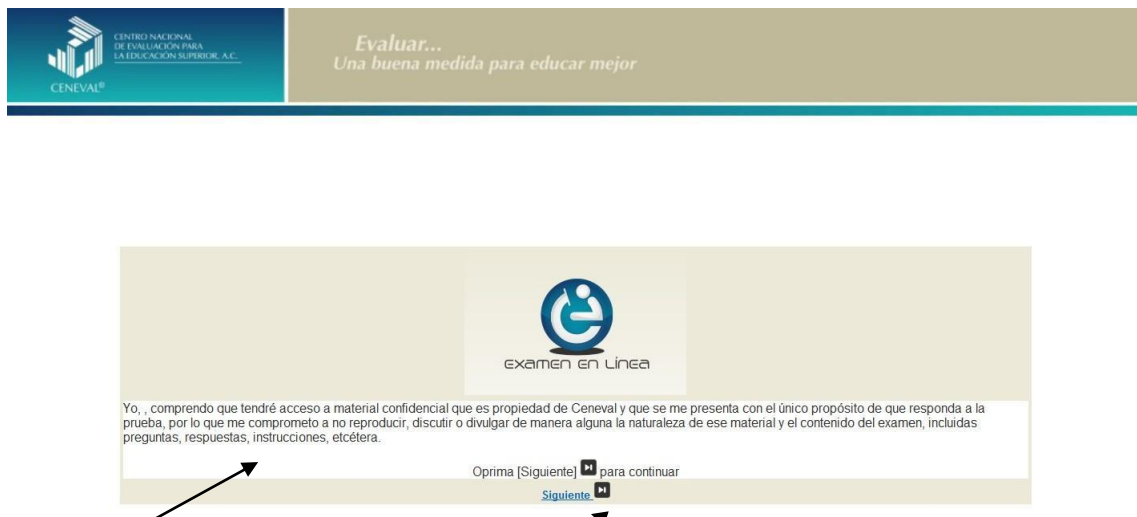 CENTRO NACIONAL
DE EVALUACIÓN PARA
LA EDUCACIÓN SUPERIOR, A.C.
CENEVAL®
Evaluar...
Una buena medida para educar mejor
examen en Línea
Yo, , comprendo que tendré acceso a material confidencial que es propiedad de Ceneval y que se me presenta con el único propósito de que responda a la
prueba, por lo que me comprometo a no reproducir, discutir o divulgar de manera alguna la naturaleza de ese material y el contenido del examen, incluidas
preguntas, respuestas, instrucciones, etcétera.
Oprima [Siguiente] para continuar
Siguiente